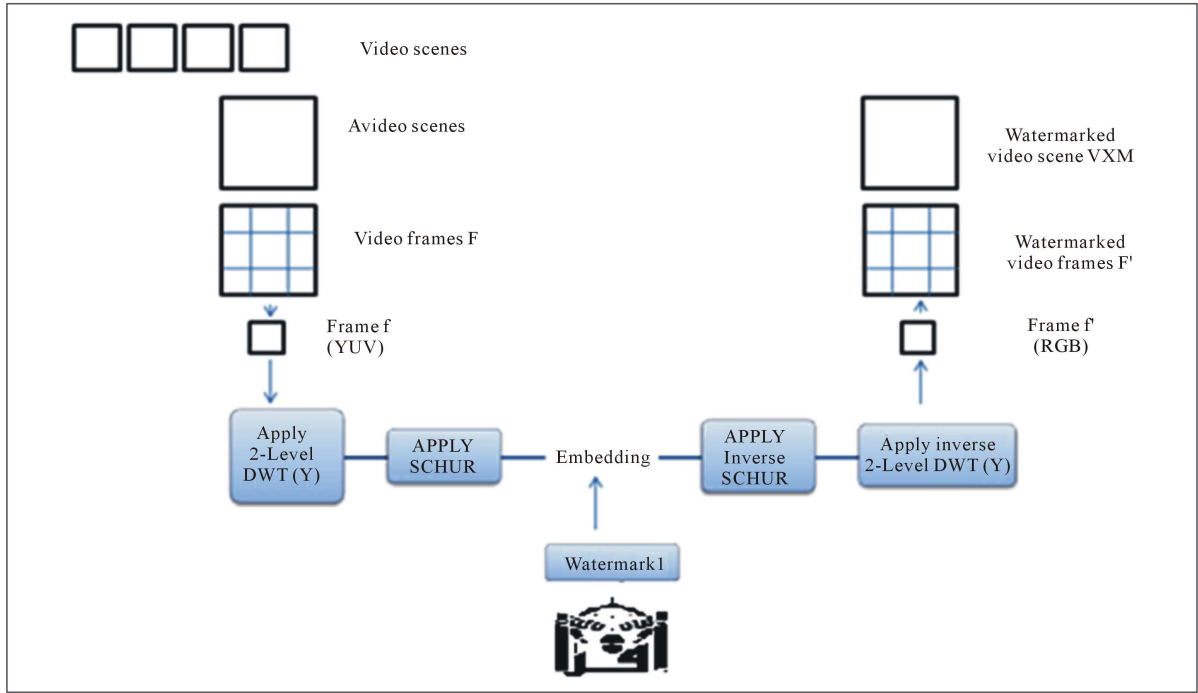 Video scenes
Avideo scenes
Video frames F
Frame f
(YUV)
Apply
2-Level
DWT (Y)
APPLY
SCHUR
Embedding
Watermark1
APPLY
Inverse
SCHUR
Apply inverse
2-Level DWT (Y)
Frame f'
(RGB)
Watermarked
video frames F'
Watermarked
video scene VXM